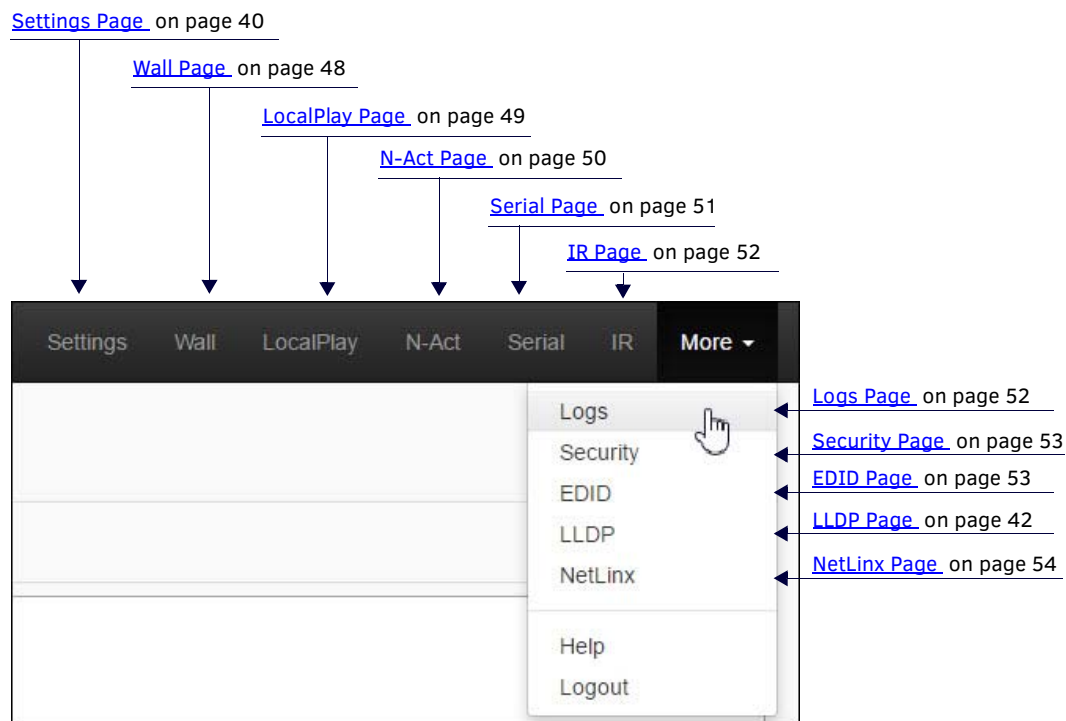 Settings Page on page 40
Wall Page on page 48
LocalPlay Page on page 49
N-Act Page on page 50
Serial Page on page 51
IR Page on page 52
Settings Wall LocalPlay N-Act Serial IR More
Logs
Logs Page on page 52
Security
Security Page on page 53
EDID
EDID Page on page 53
LLDP
LLDP Page on page 42
NetLinx
NetLinx Page on page 54
Help
Logout